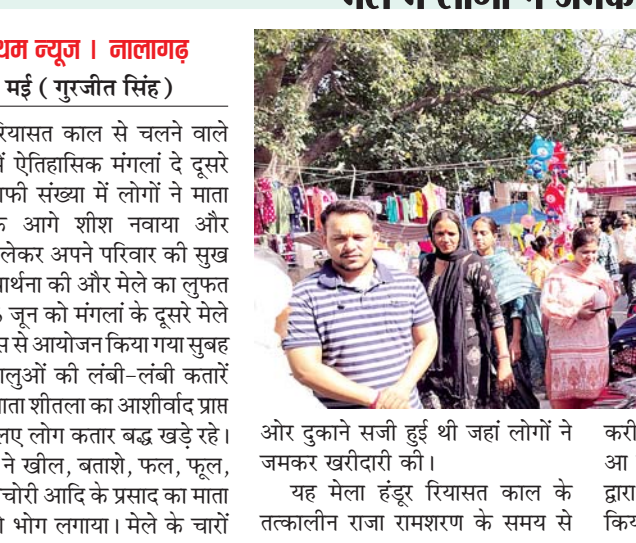 थम न्यूज । नालागढ़
मई ( गुरजीत सिंह )
रियासत काल से चलने वाले
ऐतिहासिक मंगलां दे दूसरे
संख्या में लोगों ने माता
आगे शीश नवाया और
लेकर अपने परिवार की सुख
की और मेले का लुफत
जून को मंगलां के दूसरे मेले
से आयोजन किया गया सुबह
की लंबी-लंबी कतारें
माता शीतला का आशीर्वाद प्राप्त
लोग कतार बद्ध खड़े रहे।
ने खील, बताशे, फल, फूल,
आदि के प्रसाद का माता
भोग लगाया। मेले के चारों
ओर दुकाने सजी हुई थी जहां लोगों ने
जमकर खरीदारी की।
यह मेला हंडूर रियासत काल के
तत्कालीन राजा रामशरण के समय से
करी
आ
द्वारा